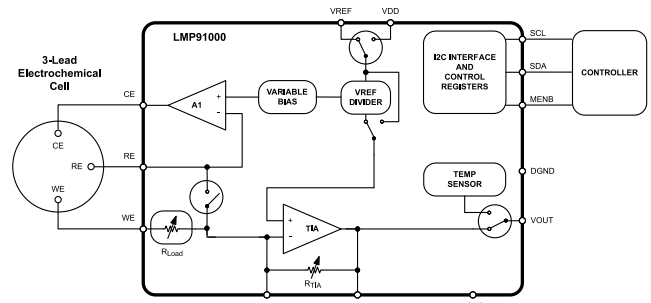 VREF VDD
LMP91000
SCL
3-Lead
Electrochemical
Cell
I2C INTERFACE
AND
CONTROL
REGISTERS
SDA
CONTROLLER
CE
A1
+
-
VARIABLE
BIAS
VREF
DIVIDER
MENB
CE
RE
RE
WE
DGND
TEMP
SENSOR
WE
+
-
TIA
VOUT
RLoad
RTIA